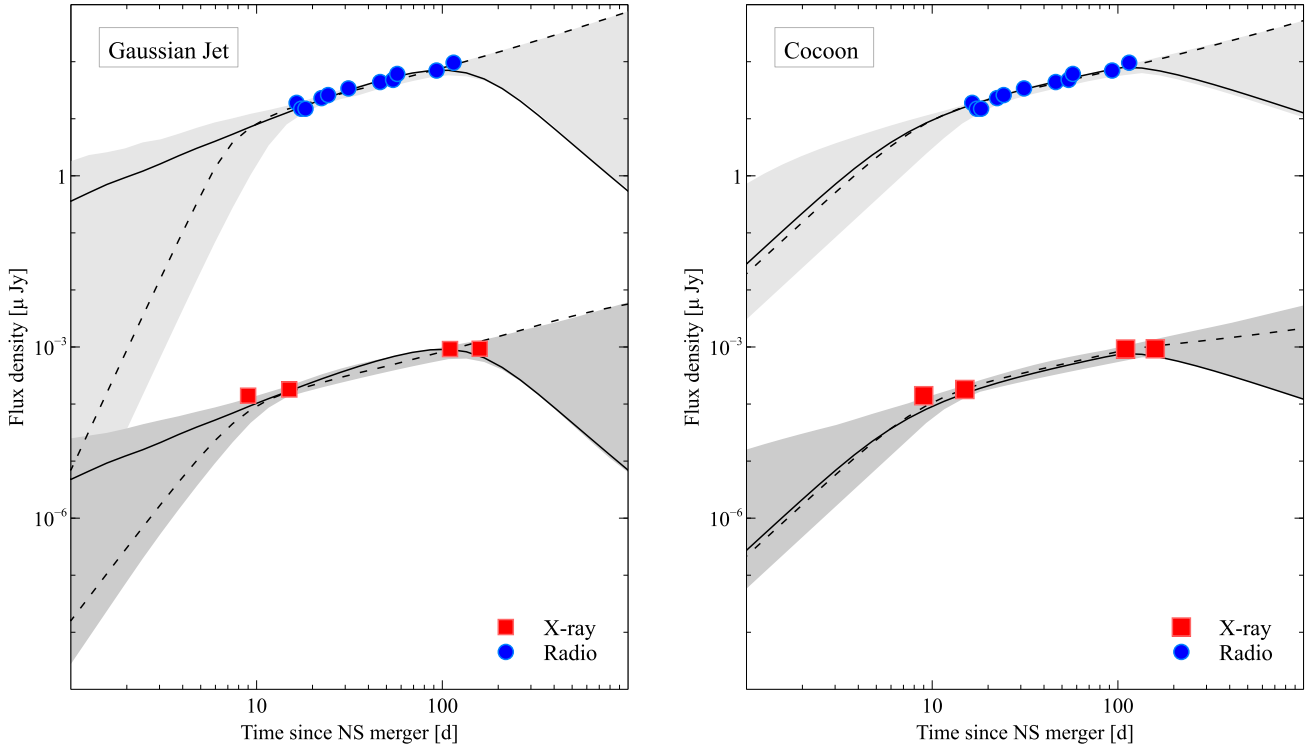 Gaussian Jet
Flux density [μ Jy]
1
10⁻³
10⁻⁶
X-ray
Radio
10
100
Time since NS merger [d]
Cocoon
Flux density [μ Jy]
1
10⁻³
10⁻⁶
X-ray
Radio
10
100
Time since NS merger [d]